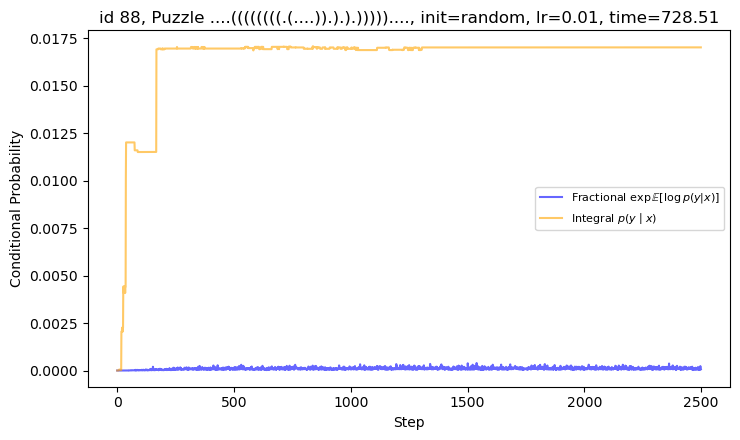 id 88, Puzzle ....((((((((.(....)).).).)))))...., init=random, lr=0.01, time=728.51
Conditional Probability
0.0175
0.0150
0.0125
0.0100
0.0075
0.0050
0.0025
0.0000
Fractional exp𝔼[log p(y|x)]
Integral p(y | x)
0 500 1000 1500 2000 2500
Step